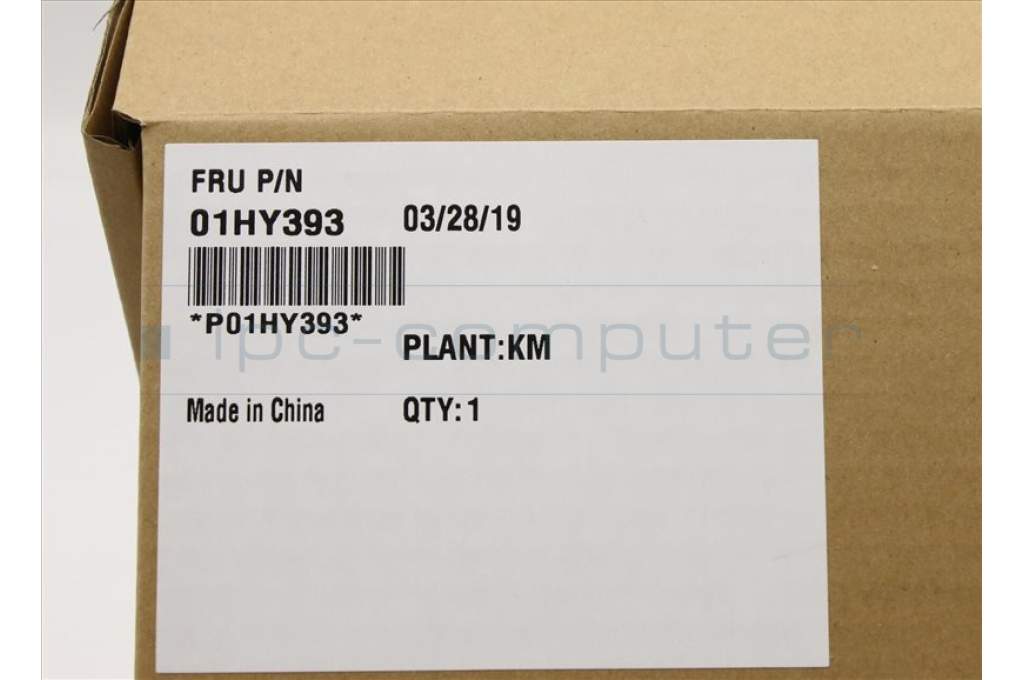 FRU P/N
01HY393 03/28/19
*P01HY393*
PLANT:KM
ipc-computer
Made in China QTY: 1